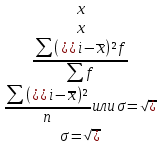 x
x
∑(¿¿i−x̅)²f
∑f
∑(¿¿i−x̅)²
n
или σ=√¿
σ=√¿